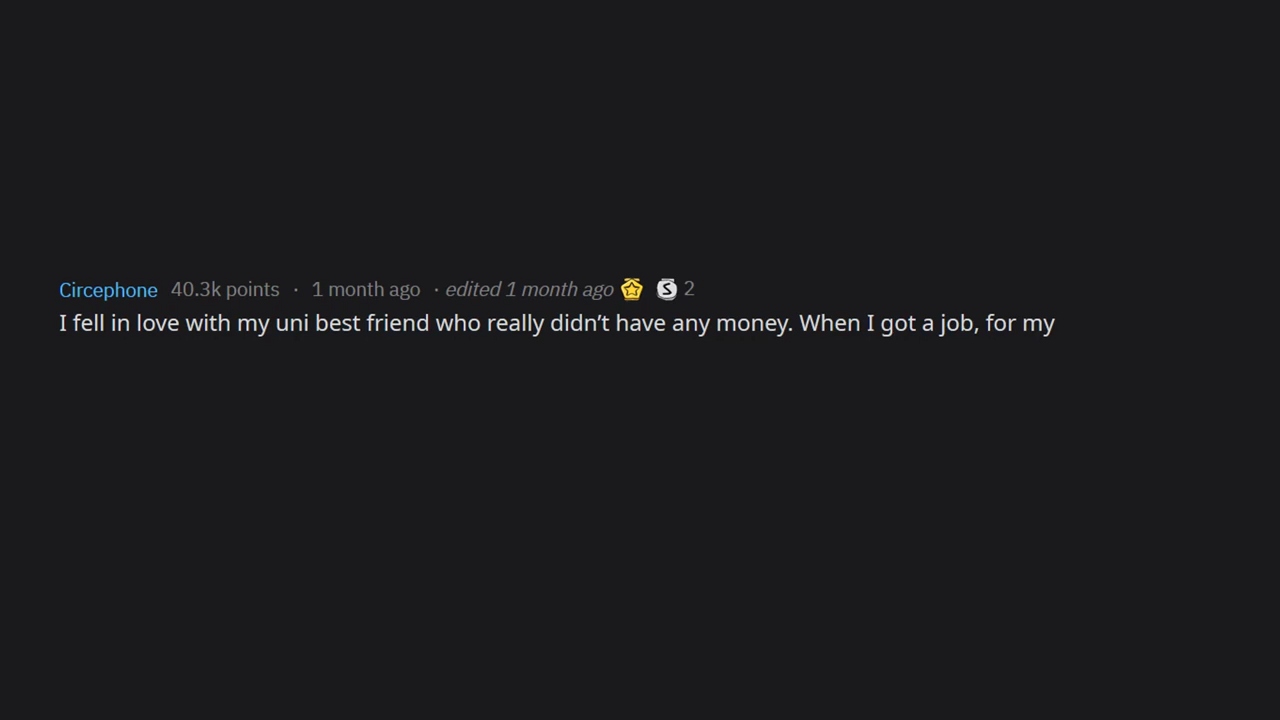 Circephone 40.3k points · 1 month ago · edited 1 month ago S 2
I fell in love with my uni best friend who really didn’t have any money. When I got a job, for my